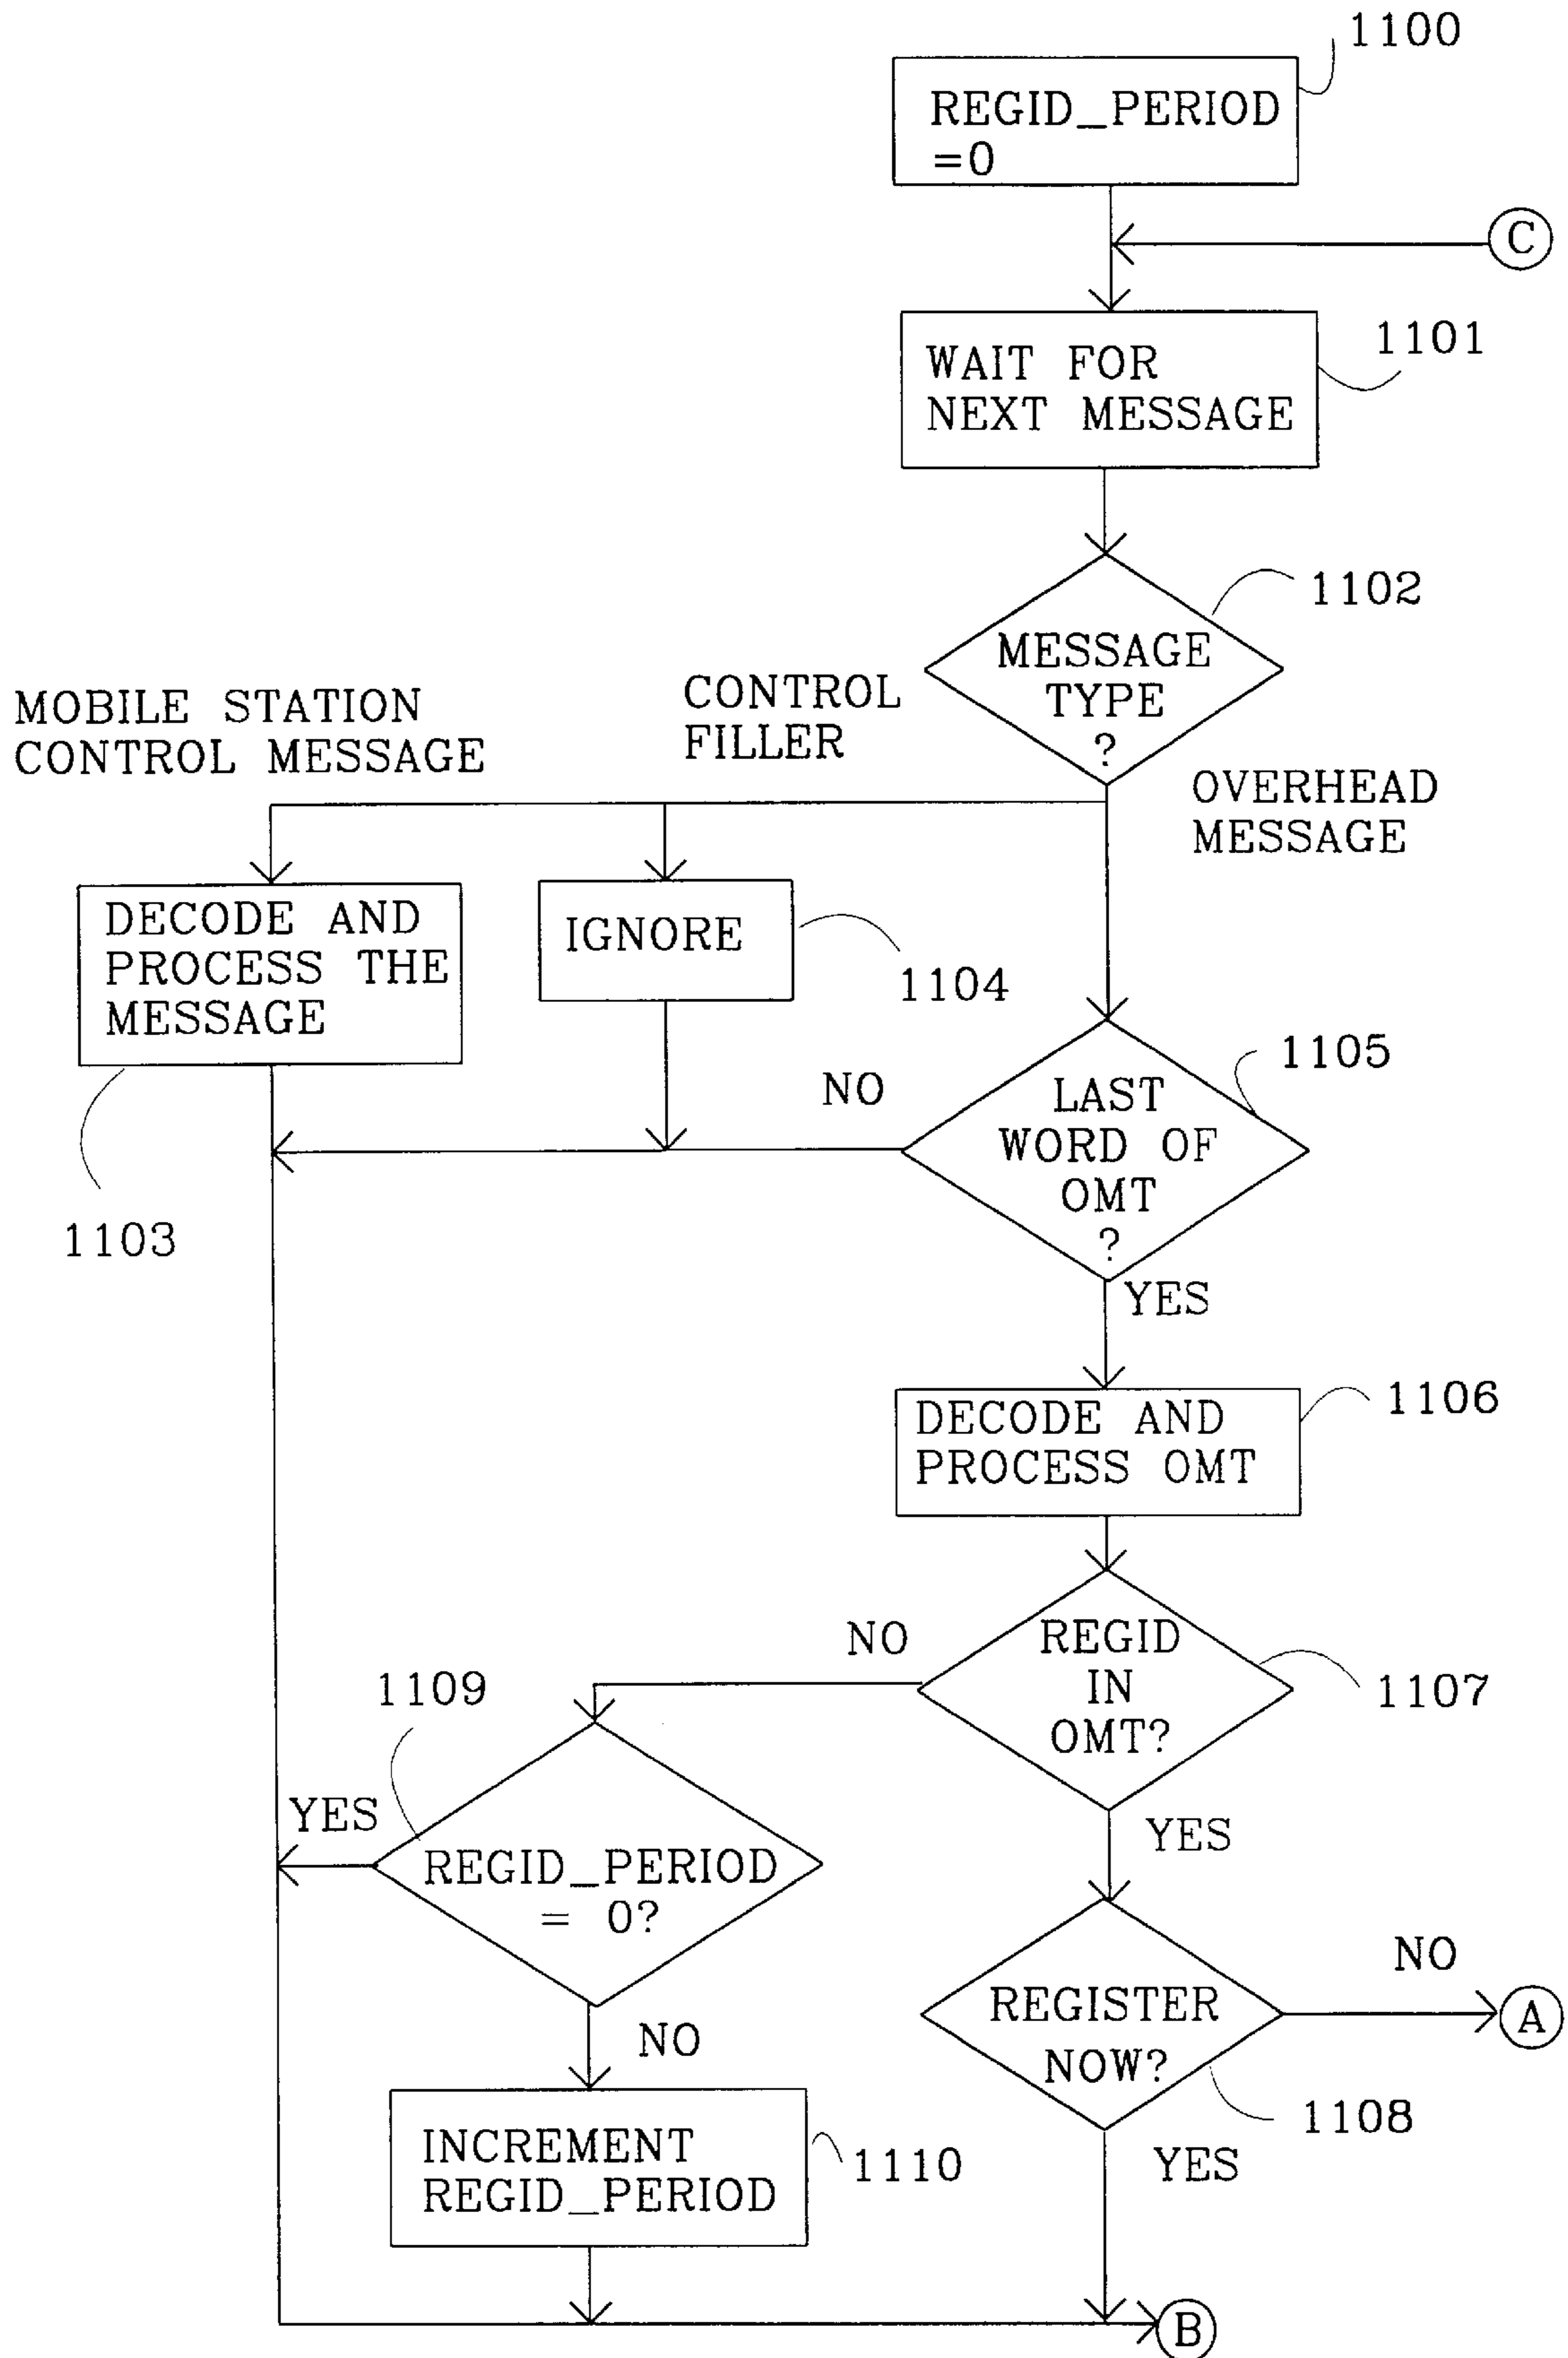 1100
REGID_PERIOD
=0
C
WAIT FOR
NEXT MESSAGE
1101
1102
MESSAGE
TYPE
?
MOBILE STATION
CONTROL MESSAGE
CONTROL
FILLER
OVERHEAD
MESSAGE
DECODE AND
PROCESS THE
MESSAGE
1103
IGNORE
1104
1105
LAST
WORD OF
OMT
?
NO
YES
DECODE AND
PROCESS OMT
1106
REGID
IN
OMT?
1107
NO
YES
1109
REGID_PERIOD
= 0?
YES
NO
REGISTER
NOW?
1108
NO
A
YES
INCREMENT
REGID_PERIOD
1110
B